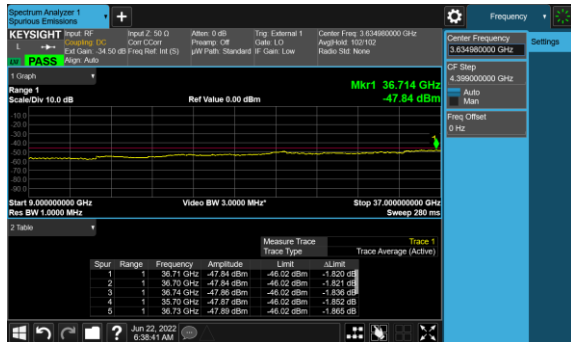 Spectrum Analyzer 1
Spurious Emissions
Frequency
KEYSIGHT
Input: RF
Coupling: DC
Ext Gain: -34.50 dB
Align: Auto
Input Z: 50 Ω
Corr CCorr
Freq Ref: Int (S)
Atten: 0 dB
Preamp: Off
µW Path: Standard
Trig: External 1
Gate: LO
IF Gain: Low
Center Freq: 3.634980000 GHz
Avg|Hold: 102/102
Radio Std: None
L
PASS
Center Frequency
3.634980000 GHz
Settings
CF Step
4.399000000 GHz
Auto
Man
Freq Offset
0 Hz
1 Graph
Range 1
Scale/Div 10.0 dB
Ref Value 0.00 dBm
Mkr1 36.714 GHz
-47.84 dBm
-10.0
-20.0
-30.0
-40.0
-50.0
-60.0
-70.0
-80.0
-90.0
1
Start 9.000000000 GHz
Video BW 3.0000 MHz*
Stop 37.000000000 GHz
Res BW 1.0000 MHz
Sweep 280 ms
2 Table
Measure Trace Trace 1
Trace Type Trace Average (Active)
Spur Range Frequency Amplitude Limit ΔLimit
1 1 36.71 GHz -47.84 dBm -46.02 dBm -1.820 dB
2 1 36.70 GHz -47.84 dBm -46.02 dBm -1.821 dB
3 1 36.74 GHz -47.86 dBm -46.02 dBm -1.836 dB
4 1 35.70 GHz -47.87 dBm -46.02 dBm -1.852 dB
5 1 36.73 GHz -47.89 dBm -46.02 dBm -1.865 dB
Jun 22, 2022
6:38:41 AM